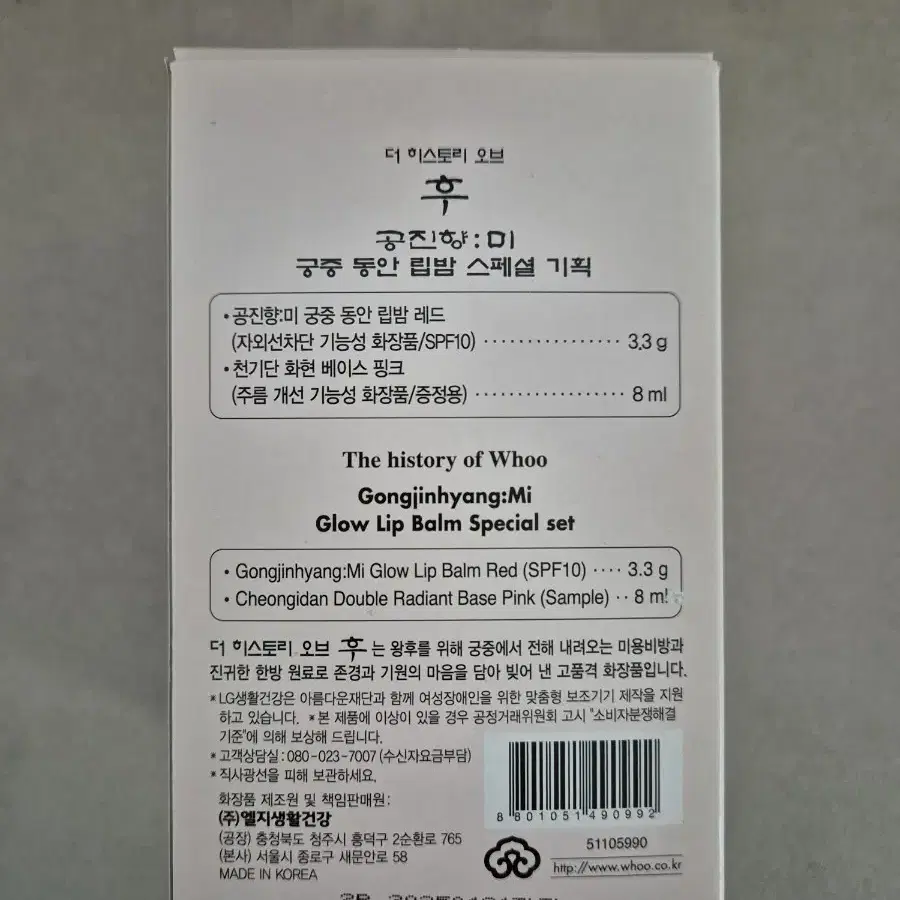 더 히스토리 오브
후
공진향:미
궁중 동안 립밤 스페셜 기획
•공진향:미 궁중 동안 립밤 레드
(자외선차단 기능성 화장품/SPF10) ················ 3.3 g
•천기단 화현 베이스 핑크
(주름 개선 기능성 화장품/증정용) ·················· 8 ml
The history of Whoo
Gongjinhyang:Mi
Glow Lip Balm Special set
• Gongjinhyang:Mi Glow Lip Balm Red (SPF10) ···· 3.3 g
• Cheongidan Double Radiant Base Pink (Sample) ·· 8 ml
더 히스토리 오브 후 는 왕후를 위해 궁중에서 전해 내려오는 미용비방과
진귀한 한방 원료로 존경과 기원의 마음을 담아 빚어 낸 고품격 화장품입니다.
*LG생활건강은 아름다운재단과 함께 여성장애인을 위한 맞춤형 보조기기 제작을 지원
하고 있습니다. *본 제품에 이상이 있을 경우 공정거래위원회 고시 "소비자분쟁해결
기준"에 의해 보상해 드립니다.
*고객상담실 : 080-023-7007 (수신자요금부담)
*직사광선을 피해 보관하세요.
화장품 제조원 및 책임판매원 :
(주)엘지생활건강
(공장) 충청북도 청주시 흥덕구 2순환로 765
(본사) 서울시 종로구 새문안로 58
MADE IN KOREA
8 801051 490992
51105990
http://www.whoo.co.kr